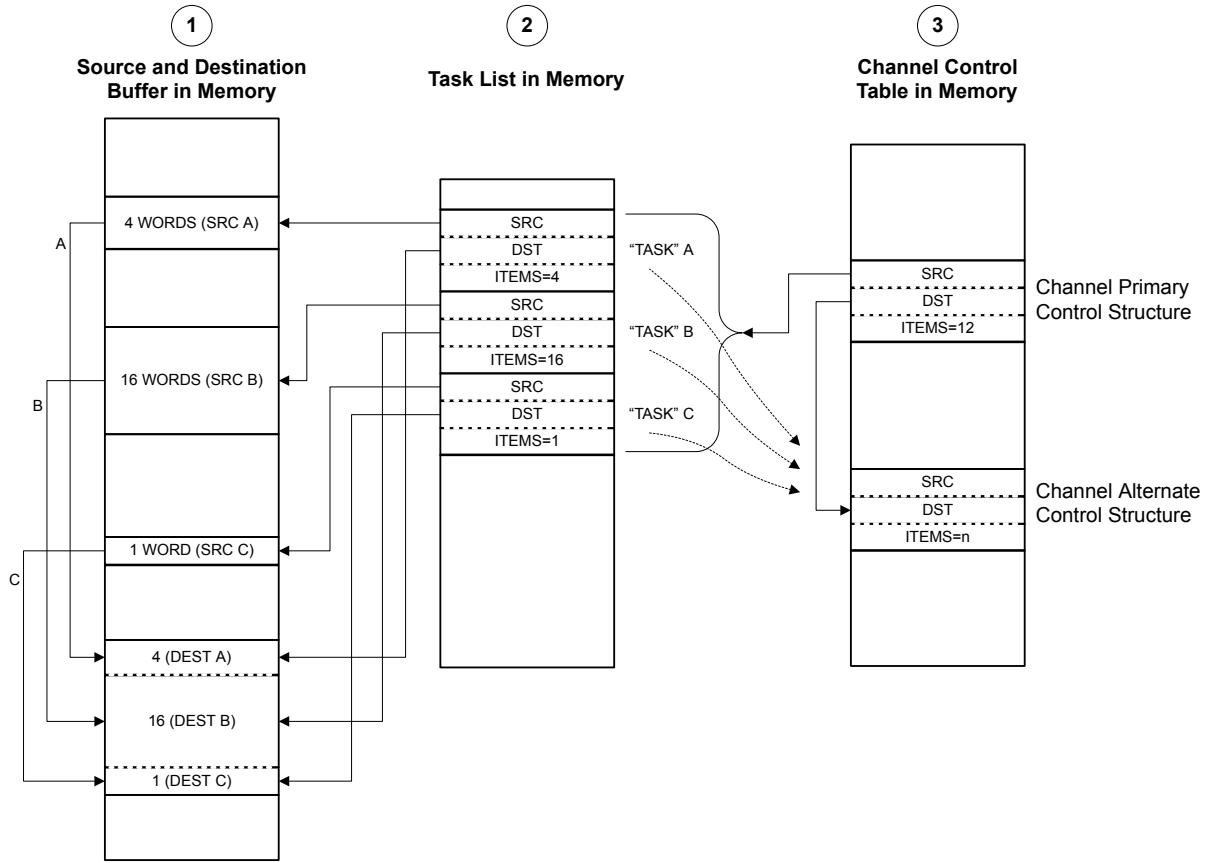 1
Source and Destination
Buffer in Memory
4 WORDS (SRC A)
16 WORDS (SRC B)
1 WORD (SRC C)
4 (DEST A)
16 (DEST B)
1 (DEST C)
A
B
C
2
Task List in Memory
SRC
DST
ITEMS=4
SRC
DST
ITEMS=16
SRC
DST
ITEMS=1
“TASK” A
“TASK” B
“TASK” C
3
Channel Control
Table in Memory
SRC
DST
ITEMS=12
Channel Primary
Control Structure
SRC
DST
ITEMS=n
Channel Alternate
Control Structure